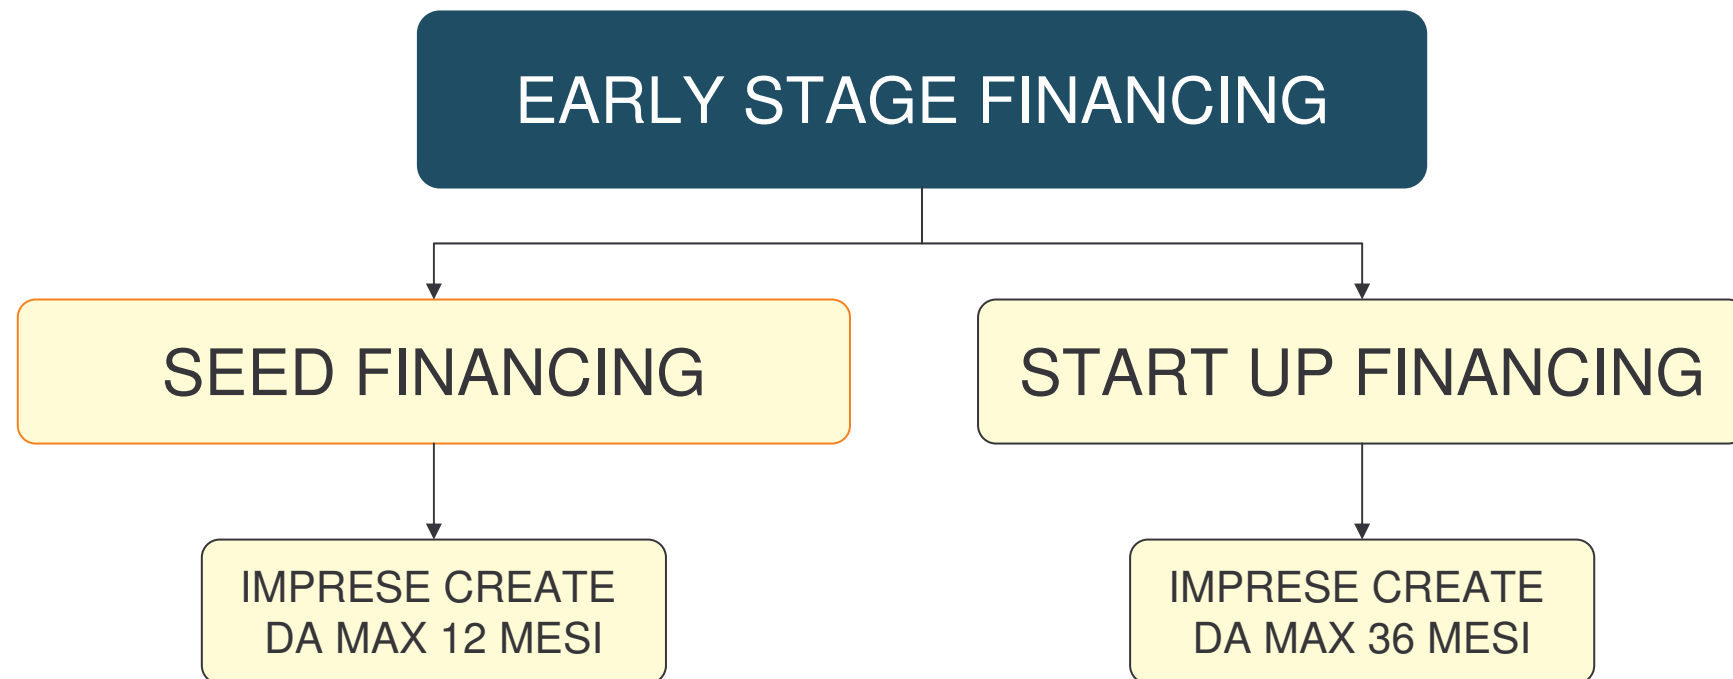 EARLY STAGE FINANCING
SEED FINANCING
START UP FINANCING
IMPRESE CREATE
DA MAX 12 MESI
IMPRESE CREATE
DA MAX 36 MESI